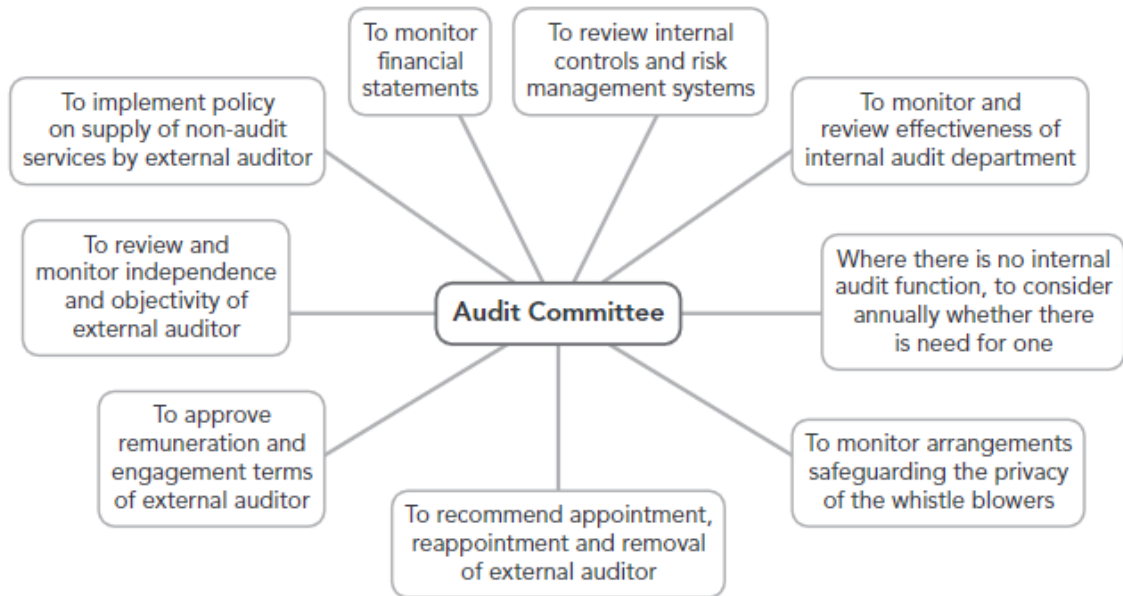 To monitor
financial
statements
To review internal
controls and risk
management systems
To implement policy
on supply of non-audit
services by external auditor
To monitor and
review effectiveness of
internal audit department
To review and
monitor independence
and objectivity of
external auditor
Audit Committee
Where there is no internal
audit function, to consider
annually whether there
is need for one
To approve
remuneration and
engagement terms
of external auditor
To recommend appointment,
reappointment and removal
of external auditor
To monitor arrangements
safeguarding the privacy
of the whistle blowers